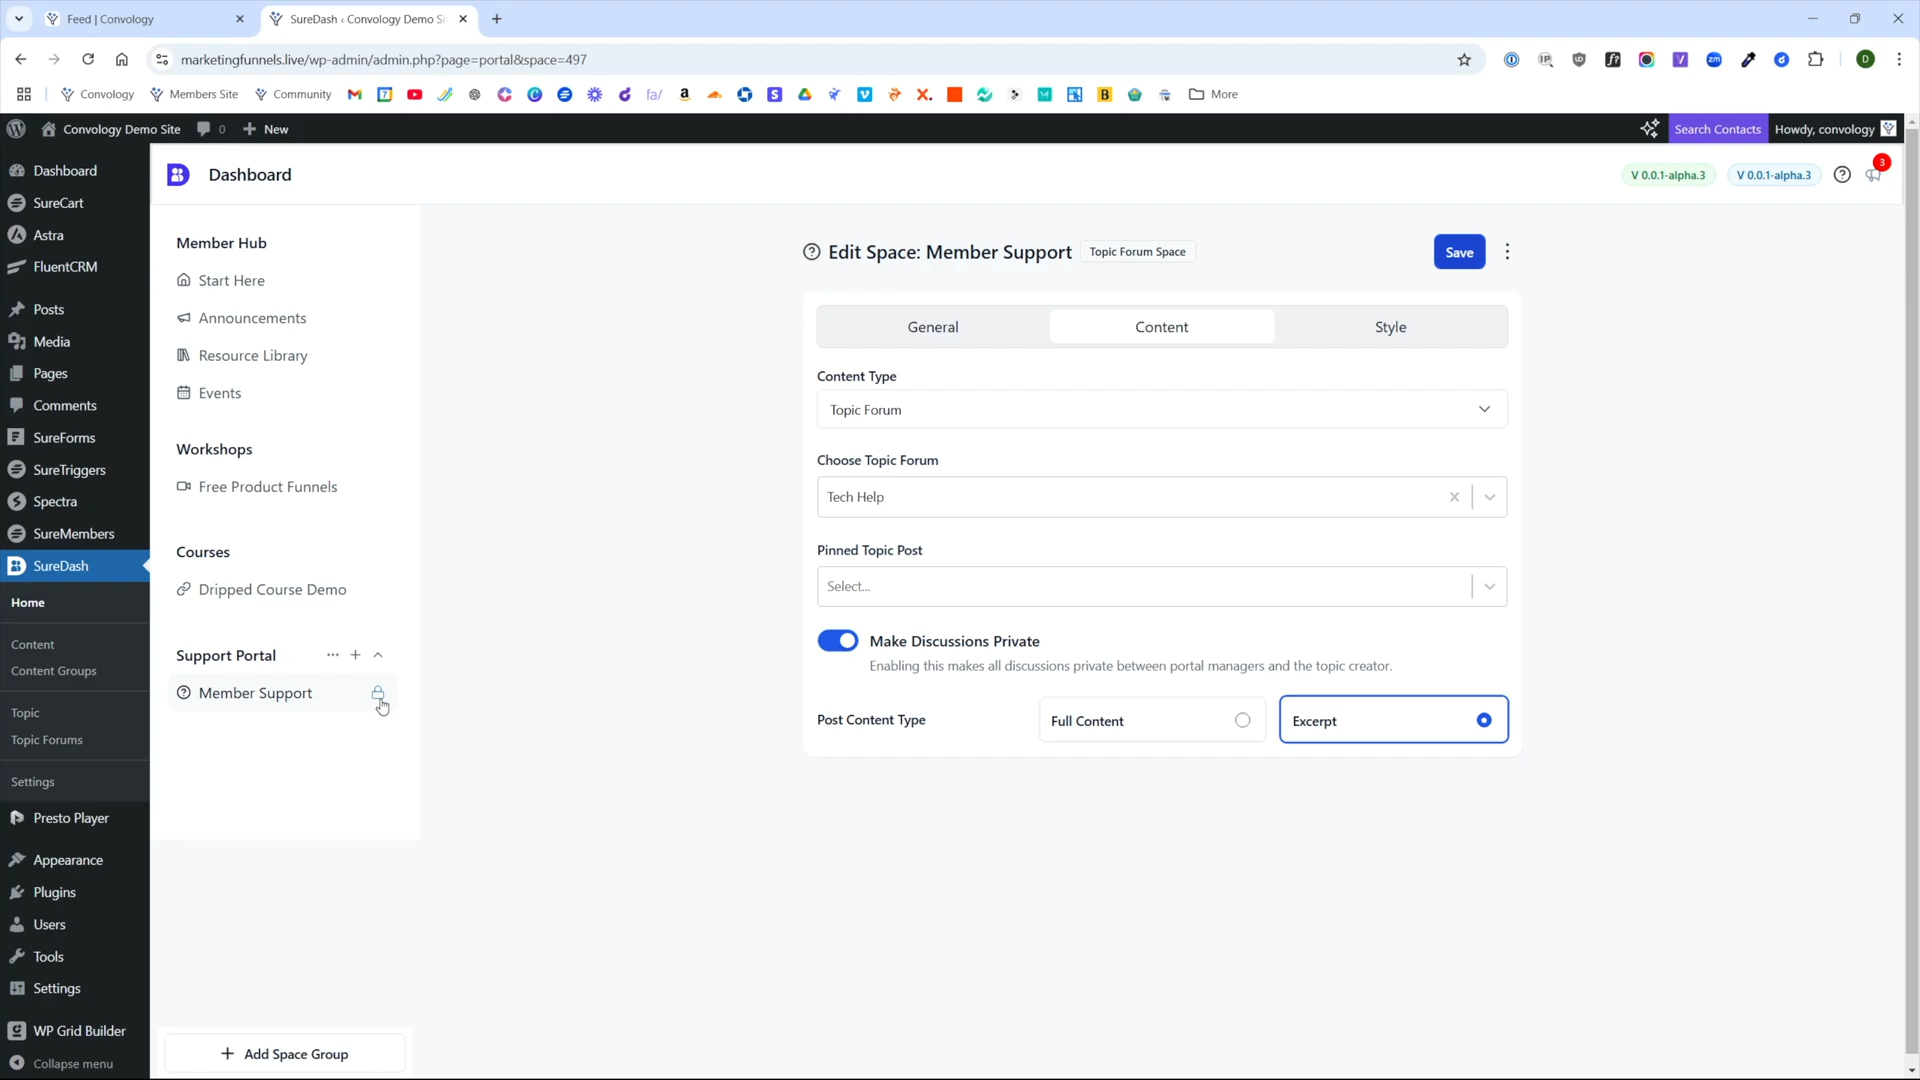 Feed | Convology
SureDash ‹ Convology Demo Si
marketingfunnels.live/wp-admin/admin.php?page=portal&space=497
Convology
Members Site
Community
More
Convology Demo Site
0
New
Search Contacts
Howdy, convology
Dashboard
SureCart
Astra
FluentCRM
Posts
Media
Pages
Comments
SureForms
SureTriggers
Spectra
SureMembers
SureDash
Home
Content
Content Groups
Topic
Topic Forums
Settings
Presto Player
Appearance
Plugins
Users
Tools
Settings
WP Grid Builder
Collapse menu
Dashboard
V 0.0.1-alpha.3
V 0.0.1-alpha.3
3
Member Hub
Start Here
Announcements
Resource Library
Events
Workshops
Free Product Funnels
Courses
Dripped Course Demo
Support Portal
Member Support
Add Space Group
Edit Space: Member Support
Topic Forum Space
Save
General
Content
Style
Content Type
Topic Forum
Choose Topic Forum
Tech Help
Pinned Topic Post
Select...
Make Discussions Private
Enabling this makes all discussions private between portal managers and the topic creator.
Post Content Type
Full Content
Excerpt